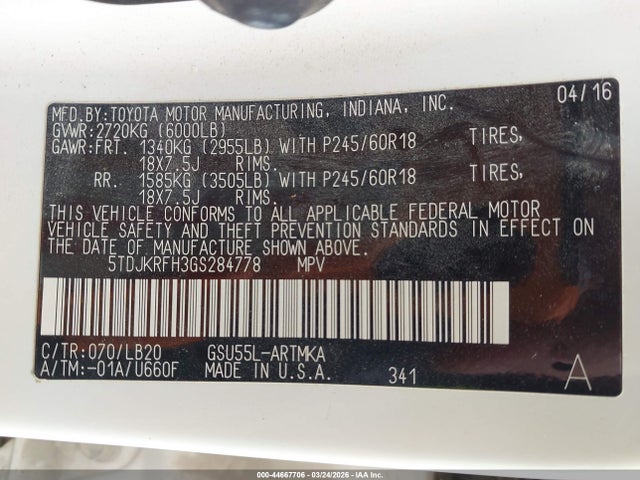 MFD.BY:TOYOTA MOTOR MANUFACTURING, INDIANA, INC. 04/16
GVWR:2720KG (6000LB)
GAWR:FRT. 1340KG (2955LB) WITH P245/60R18 TIRES,
18X7.5J RIMS.
RR. 1585KG (3505LB) WITH P245/60R18 TIRES,
18X7.5J RIMS.
THIS VEHICLE CONFORMS TO ALL APPLICABLE FEDERAL MOTOR
VEHICLE SAFETY AND THEFT PREVENTION STANDARDS IN EFFECT ON
THE DATE OF MANUFACTURE SHOWN ABOVE.
5TDJKRFH3GS284778 MPV
C/TR:070/LB20 GSU55L-ARTMKA
A/TM:-01A/U660F MADE IN U.S.A. 341 A
000-44667706 - 03/24/2026 - IAA Inc.